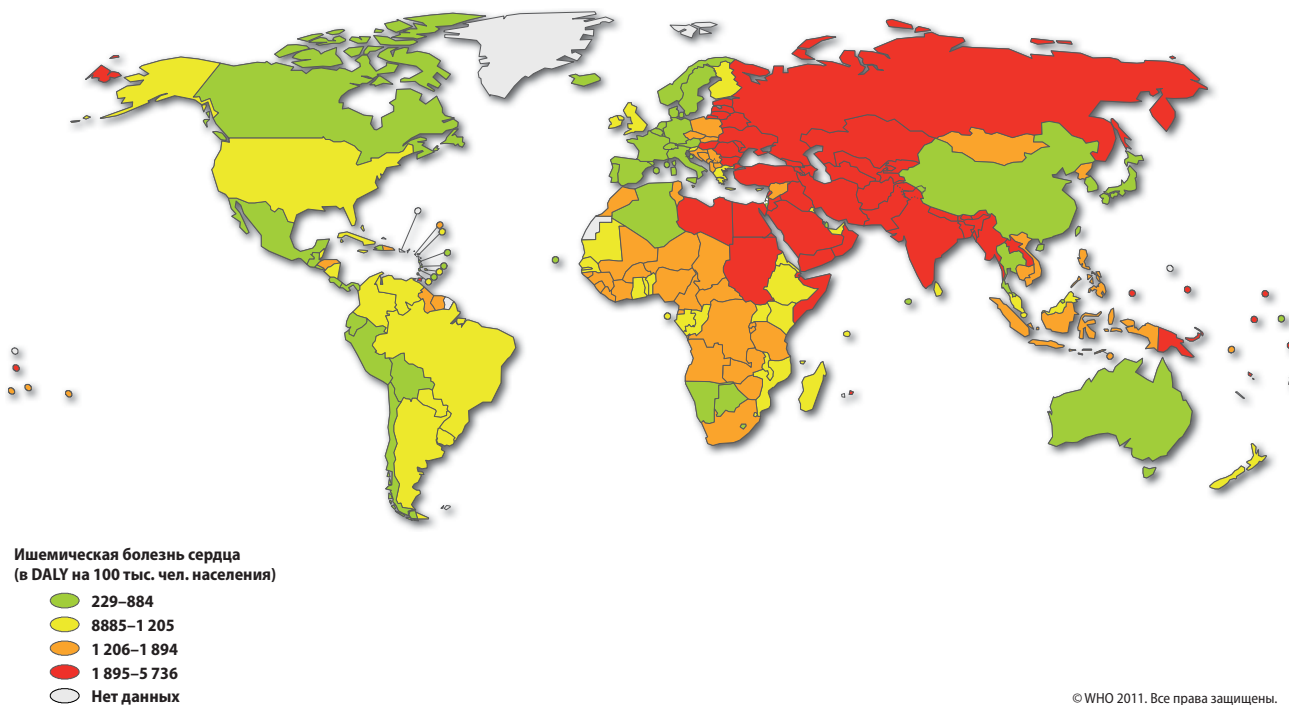 Ишемическая болезнь сердца
(в DALY на 100 тыс. чел. населения)
229–884
8885–1 205
1 206–1 894
1 895–5 736
Нет данных
© WHO 2011. Все права защищены.